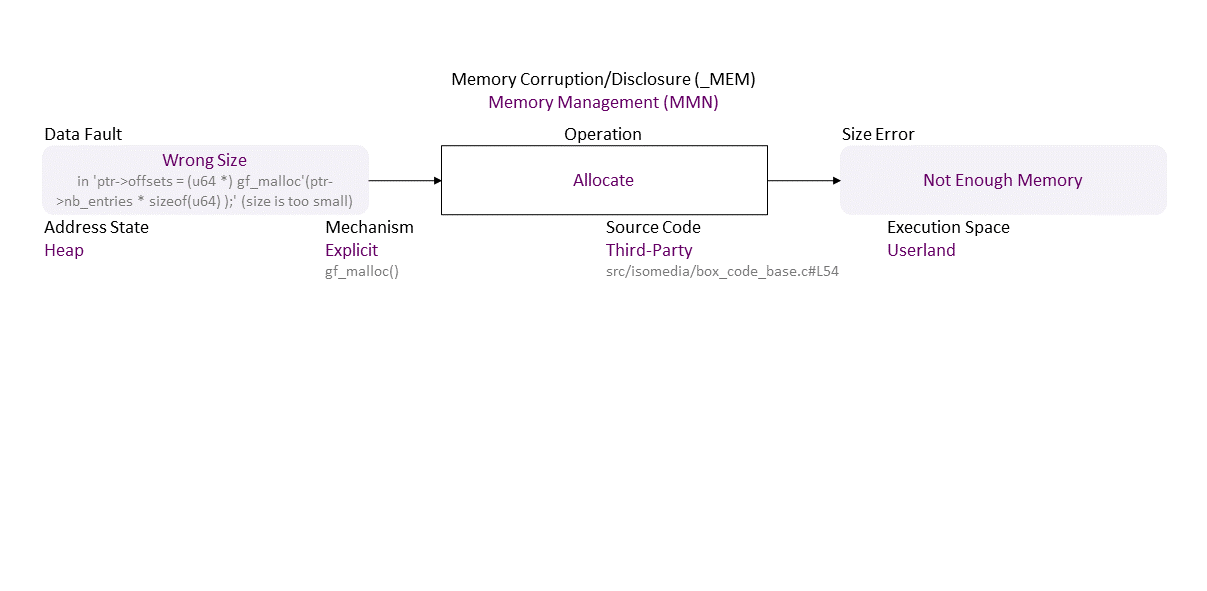 Memory Corruption/Disclosure (_MEM)
Memory Management (MMN)
Data Fault
Operation
Size Error
Wrong Size
in 'ptr->offsets = (u64 *) gf_malloc'(ptr-
>nb_entries * sizeof(u64) );' (size is too small)
Allocate
Not Enough Memory
Address State
Heap
Mechanism
Explicit
gf_malloc()
Source Code
Third-Party
src/isomedia/box_code_base.c#L54
Execution Space
Userland